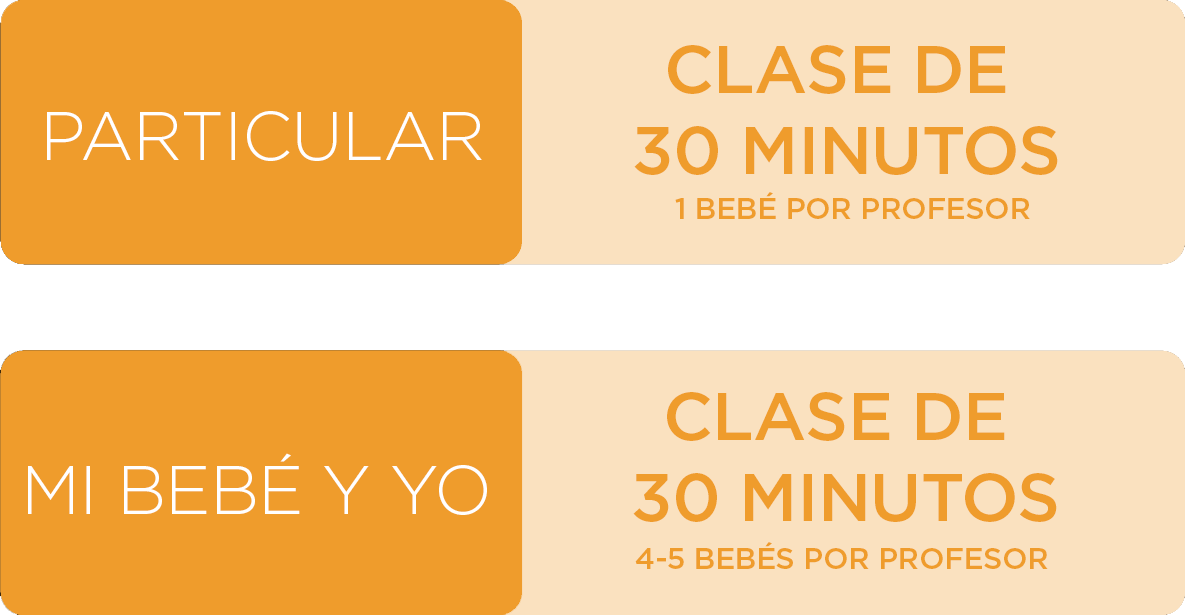 PARTICULAR
CLASE DE
30 MINUTOS
1 BEBÉ POR PROFESOR
MI BEBÉ Y YO
CLASE DE
30 MINUTOS
4-5 BEBÉS POR PROFESOR